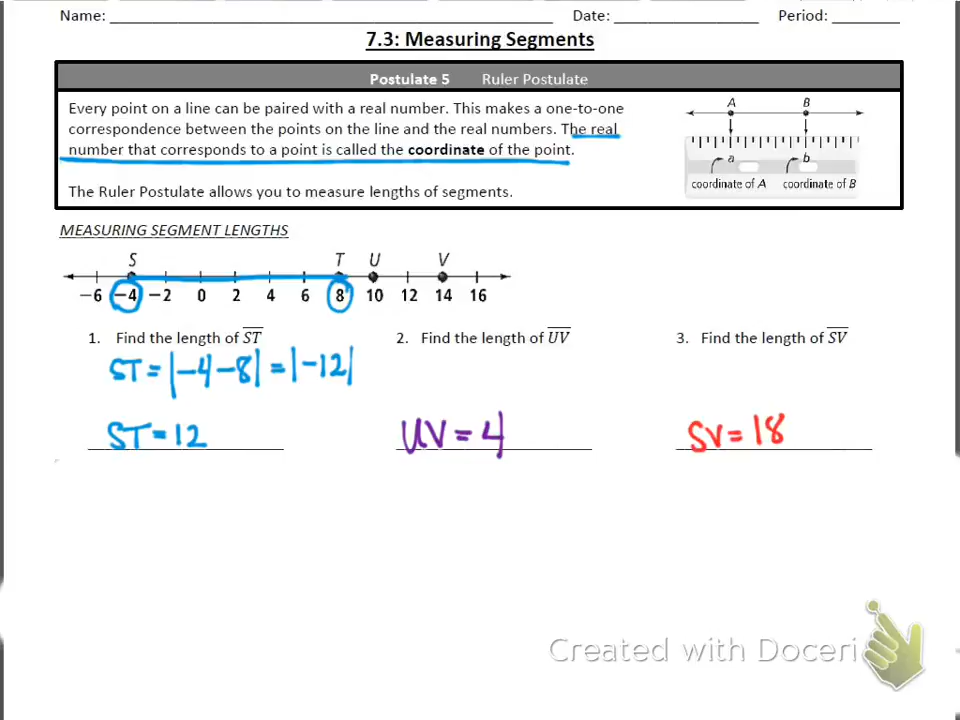 Name: ______ Date: ______ Period: ______
7.3: Measuring Segments
Postulate 5 Ruler Postulate
Every point on a line can be paired with a real number. This makes a one-to-one
correspondence between the points on the line and the real numbers. The real
number that corresponds to a point is called the coordinate of the point.
The Ruler Postulate allows you to measure lengths of segments.
A B
a b
coordinate of A coordinate of B
MEASURING SEGMENT LENGTHS
S T U V
−6 −4 −2 0 2 4 6 8 10 12 14 16
1. Find the length of S̅T̅
2. Find the length of U̅V̅
3. Find the length of S̅V̅
ST = |−4 −8| = |−12|
ST = 12
UV = 4
SV = 18
Created with Doceri